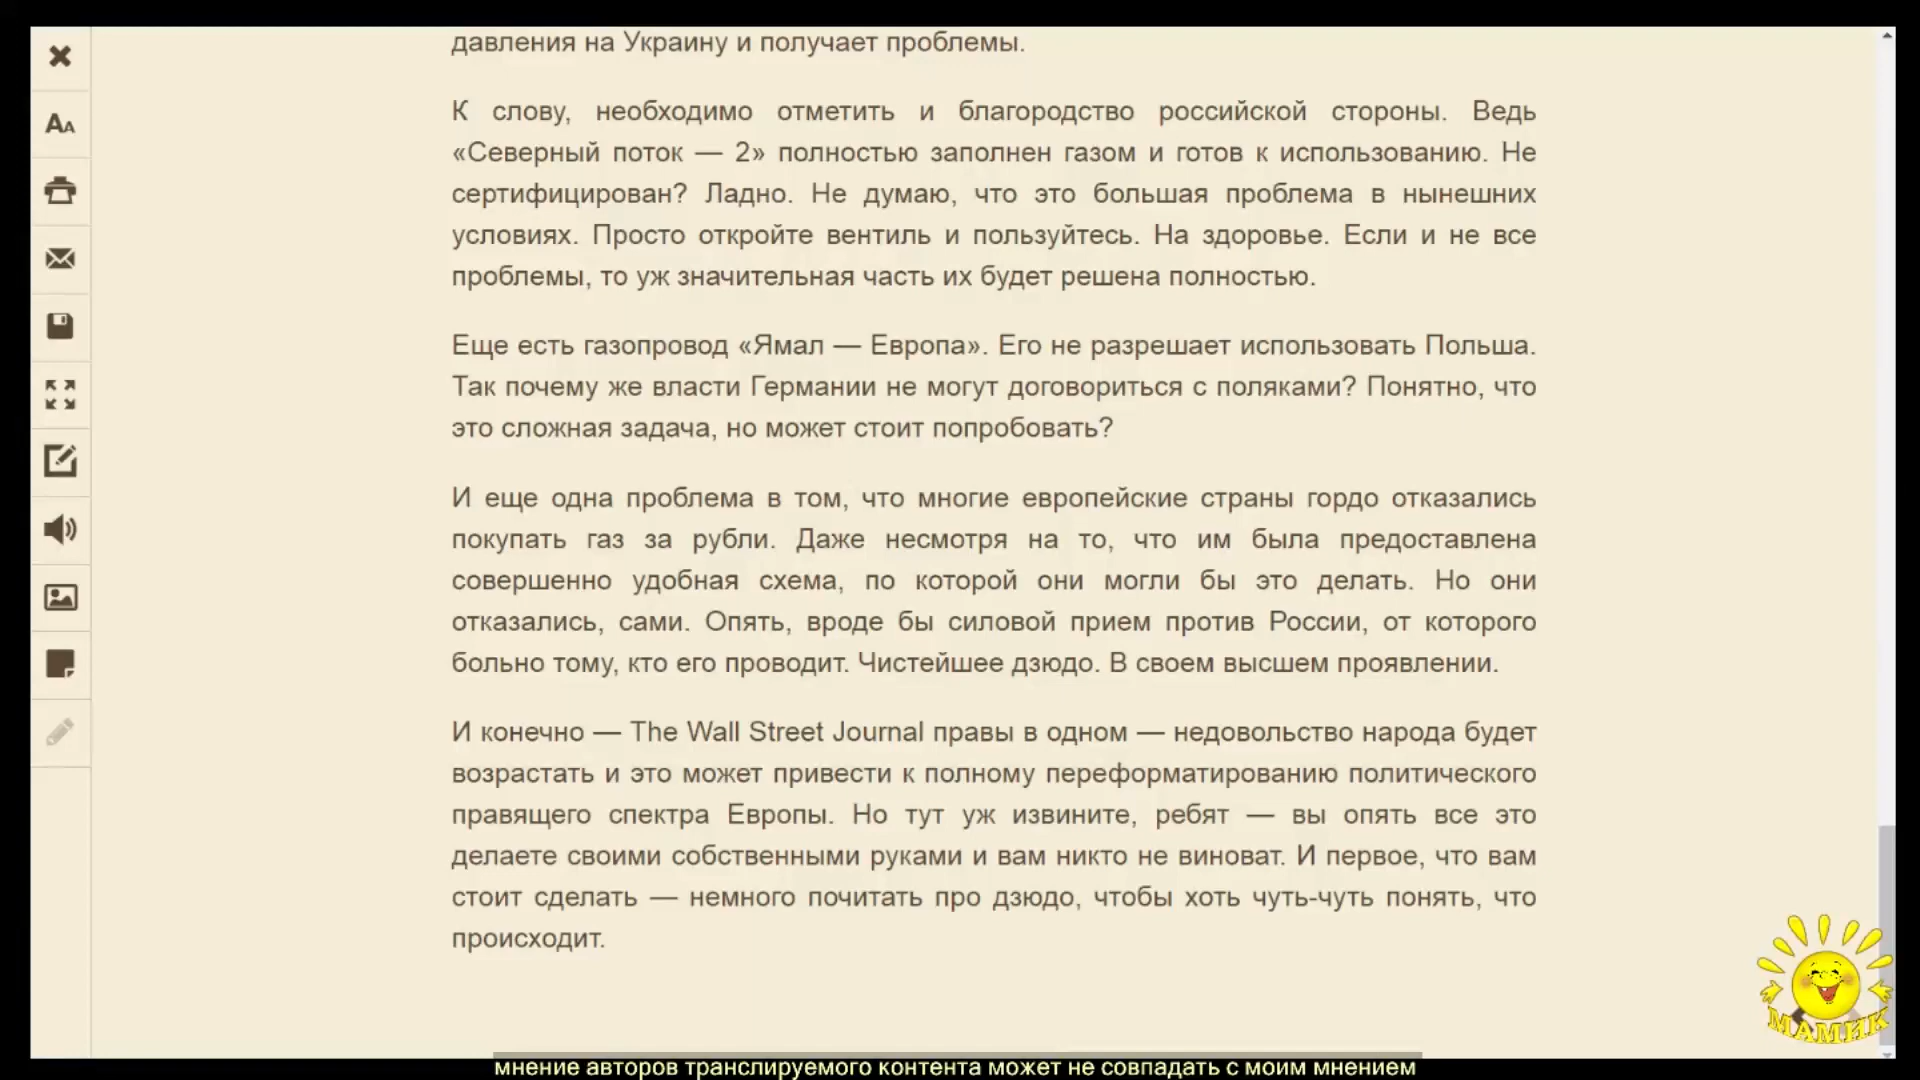 давления на Украину и получает проблемы.
К слову, необходимо отметить и благородство российской стороны. Ведь
«Северный поток — 2» полностью заполнен газом и готов к использованию. Не
сертифицирован? Ладно. Не думаю, что это большая проблема в нынешних
условиях. Просто откройте вентиль и пользуйтесь. На здоровье. Если и не все
проблемы, то уж значительная часть их будет решена полностью.
Еще есть газопровод «Ямал — Европа». Его не разрешает использовать Польша.
Так почему же власти Германии не могут договориться с поляками? Понятно, что
это сложная задача, но может стоит попробовать?
И еще одна проблема в том, что многие европейские страны гордо отказались
покупать газ за рубли. Даже несмотря на то, что им была предоставлена
совершенно удобная схема, по которой они могли бы это делать. Но они
отказались, сами. Опять, вроде бы силовой прием против России, от которого
больно тому, кто его проводит. Чистейшее дзюдо. В своем высшем проявлении.
И конечно — The Wall Street Journal правы в одном — недовольство народа будет
возрастать и это может привести к полному переформатированию политического
правящего спектра Европы. Но тут уж извините, ребят — вы опять все это
делаете своими собственными руками и вам никто не виноват. И первое, что вам
стоит сделать — немного почитать про дзюдо, чтобы хоть чуть-чуть понять, что
происходит.
МАМИК
мнение авторов транслируемого контента может не совпадать с моим мнением